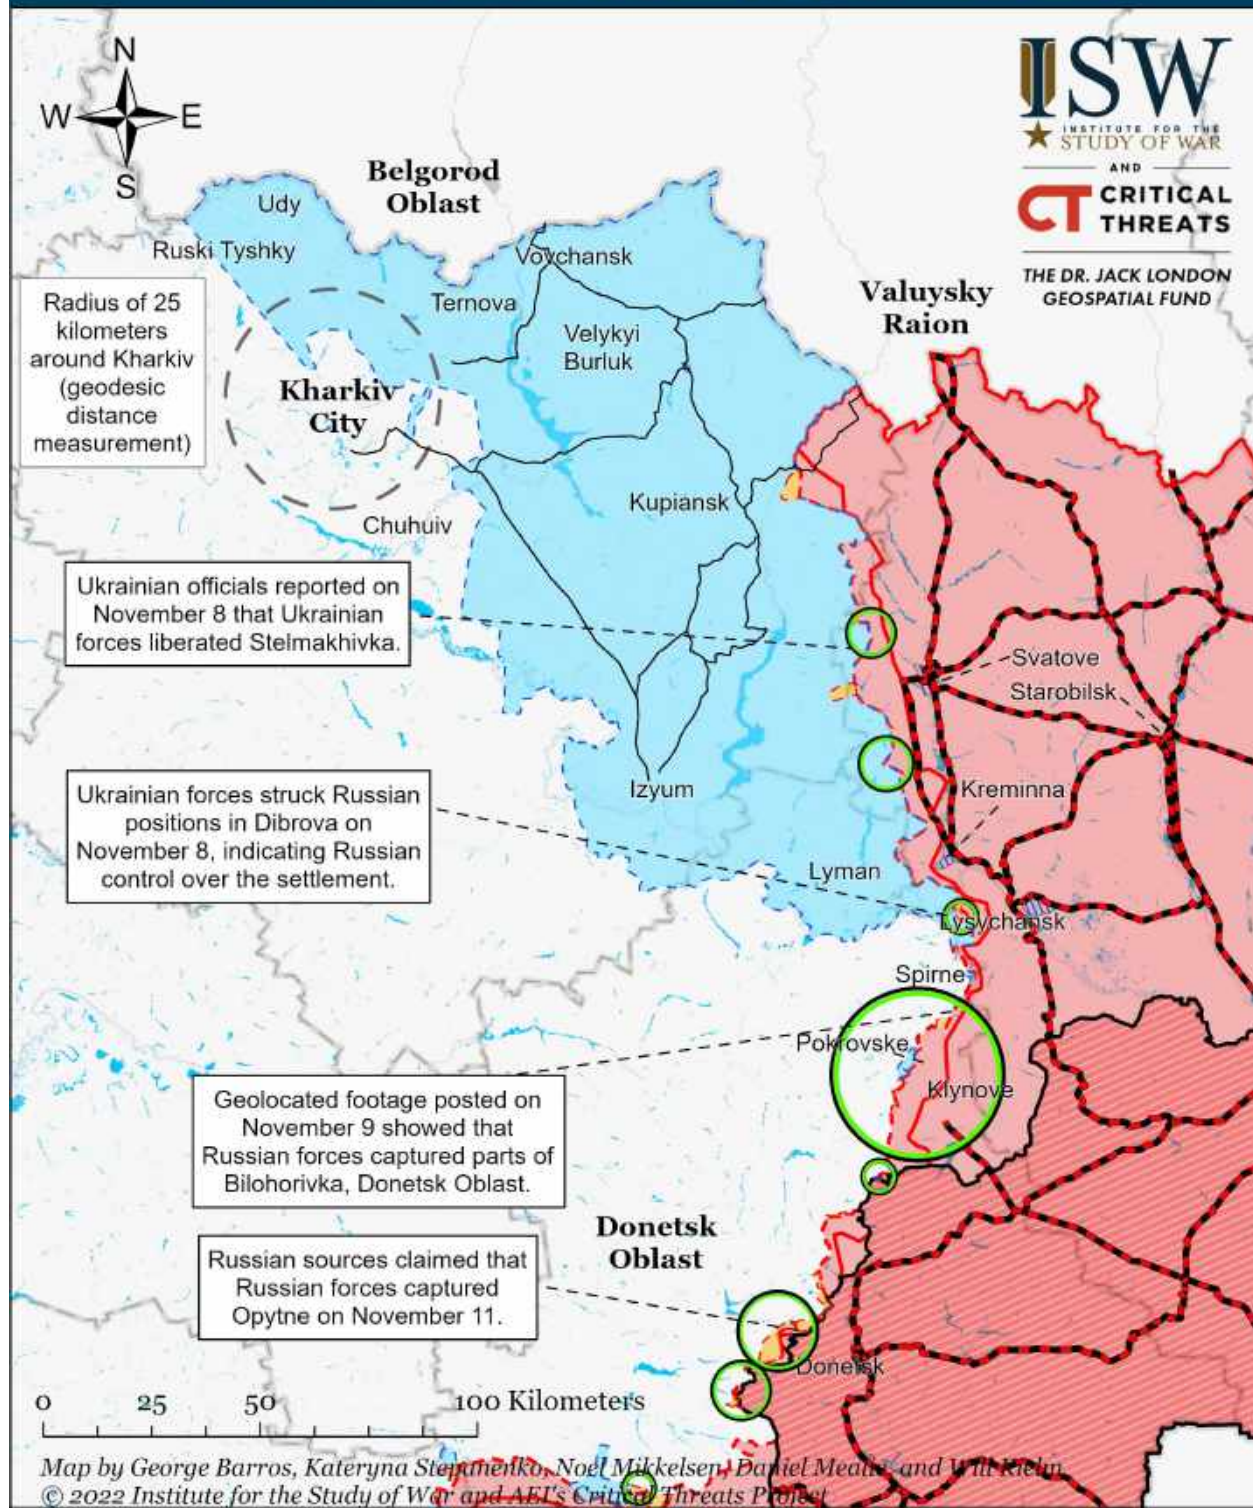 N
W E
S
ISW
INSTITUTE FOR THE
STUDY OF WAR
AND
CT CRITICAL
THREATS
THE DR. JACK LONDON
GEOSPATIAL FUND
Belgorod
Oblast
Udy
Ruski Tyshky
Vovchansk
Ternova
Valuysky
Raion
Radius of 25
kilometers
around Kharkiv
(geodesic
distance
measurement)
Velykyi
Burluk
Kharkiv
City
Kupiansk
Chuhuiv
Ukrainian officials reported on
November 8 that Ukrainian
forces liberated Stelmakhivka.
Svatove
Starobilsk
Izyum
Kreminna
Ukrainian forces struck Russian
positions in Dibrova on
November 8, indicating Russian
control over the settlement.
Lyman
Lysychansk
Spirne
Pokrovske
Klynove
Geolocated footage posted on
November 9 showed that
Russian forces captured parts of
Bilohorivka, Donetsk Oblast.
Donetsk
Oblast
Russian sources claimed that
Russian forces captured
Opytne on November 11.
Donetsk
0 25 50 100 Kilometers
Map by George Barros, Kateryna Stepanenko, Noel Mikkelsen, Daniel Mealie, and Will Kielm
© 2022 Institute for the Study of War and AEI's Critical Threats Project